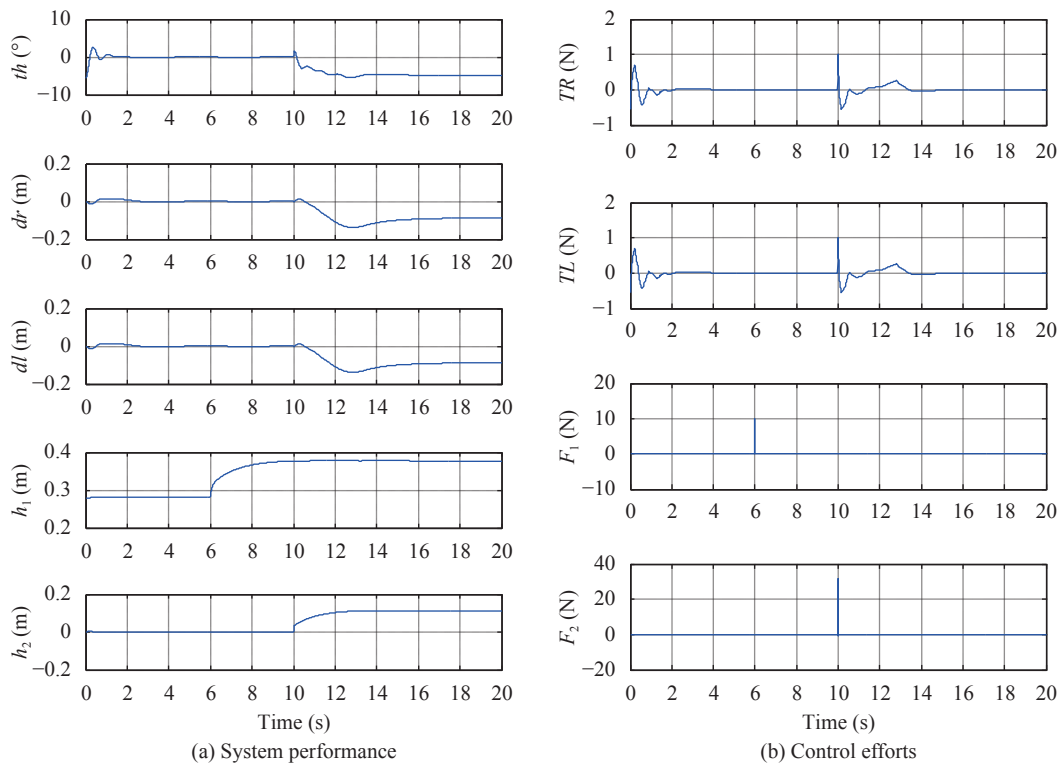 10
0
−10
th (°)
0 2 4 6 8 10 12 14 16 18 20
0.2
0
−0.2
dr (m)
0 2 4 6 8 10 12 14 16 18 20
0.2
0
−0.2
dl (m)
0 2 4 6 8 10 12 14 16 18 20
0.4
0.3
0.2
h1 (m)
0 2 4 6 8 10 12 14 16 18 20
0.2
0
−0.2
h2 (m)
0 2 4 6 8 10 12 14 16 18 20
Time (s)
(a) System performance
2
1
0
−1
TR (N)
0 2 4 6 8 10 12 14 16 18 20
2
1
0
−1
TL (N)
0 2 4 6 8 10 12 14 16 18 20
20
10
0
−10
F1 (N)
0 2 4 6 8 10 12 14 16 18 20
40
20
0
−20
F2 (N)
0 2 4 6 8 10 12 14 16 18 20
Time (s)
(b) Control efforts